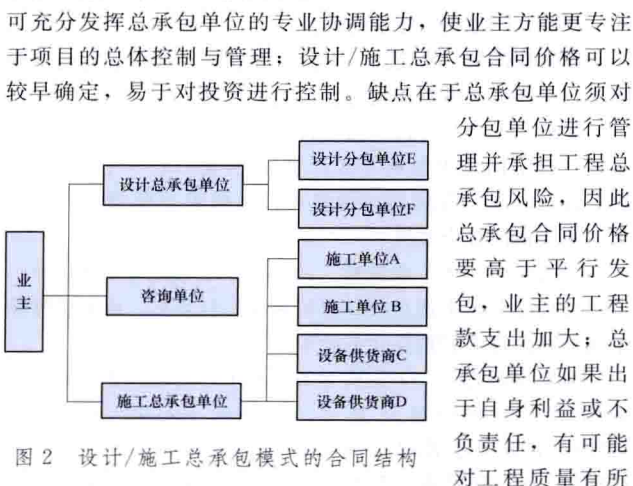 可充分发挥总承包单位的专业协调能力，使业主方能更专注
于项目的总体控制与管理；设计/施工总承包合同价格可以
较早确定，易于对投资进行控制。缺点在于总承包单位须对
分包单位进行管
理并承担工程总
承包风险，因此
总承包合同价格
要高于平行发
包，业主的工程
款支出加大；总
承包单位如果出
于自身利益或不
负责任，有可能
对工程质量有所
业主
设计总承包单位
咨询单位
施工总承包单位
设计分包单位E
设计分包单位F
施工单位A
施工单位 B
设备供货商C
设备供货商D
图 2 设计/施工总承包模式的合同结构